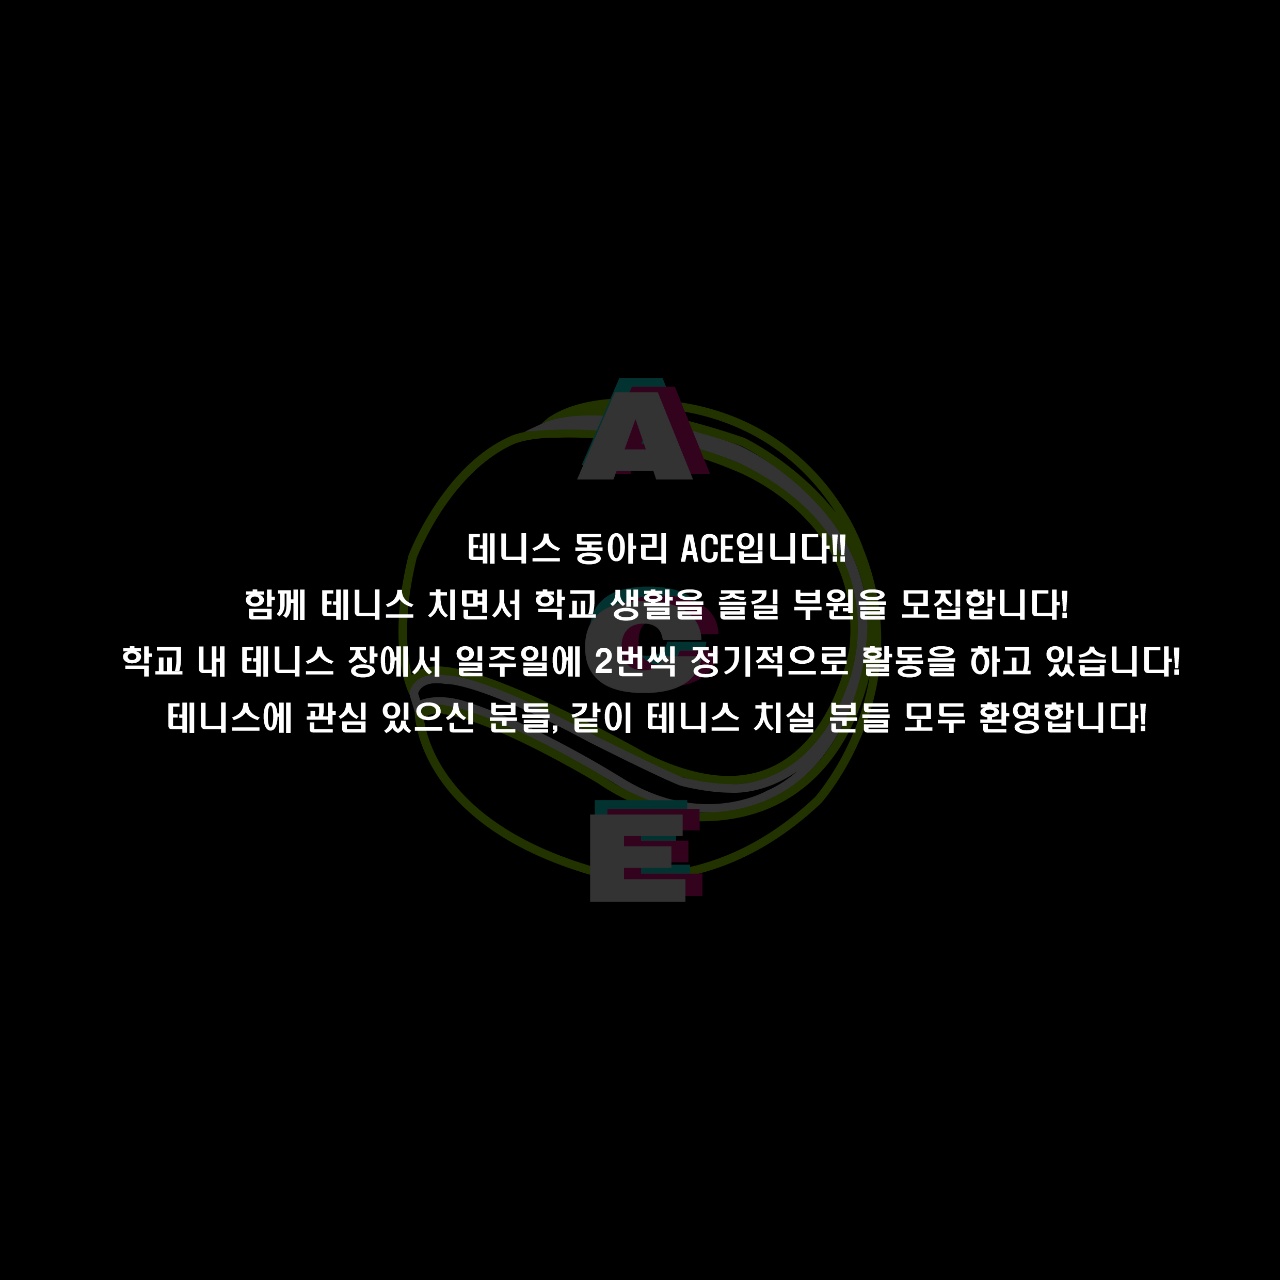 A
테니스 동아리 ACE입니다!!
함께 테니스 치면서 학교 생활을 즐길 부원을 모집합니다!
C
학교 내 테니스 장에서 일주일에 2번씩 정기적으로 활동을 하고 있습니다!
테니스에 관심 있으신 분들, 같이 테니스 치실 분들 모두 환영합니다!
E